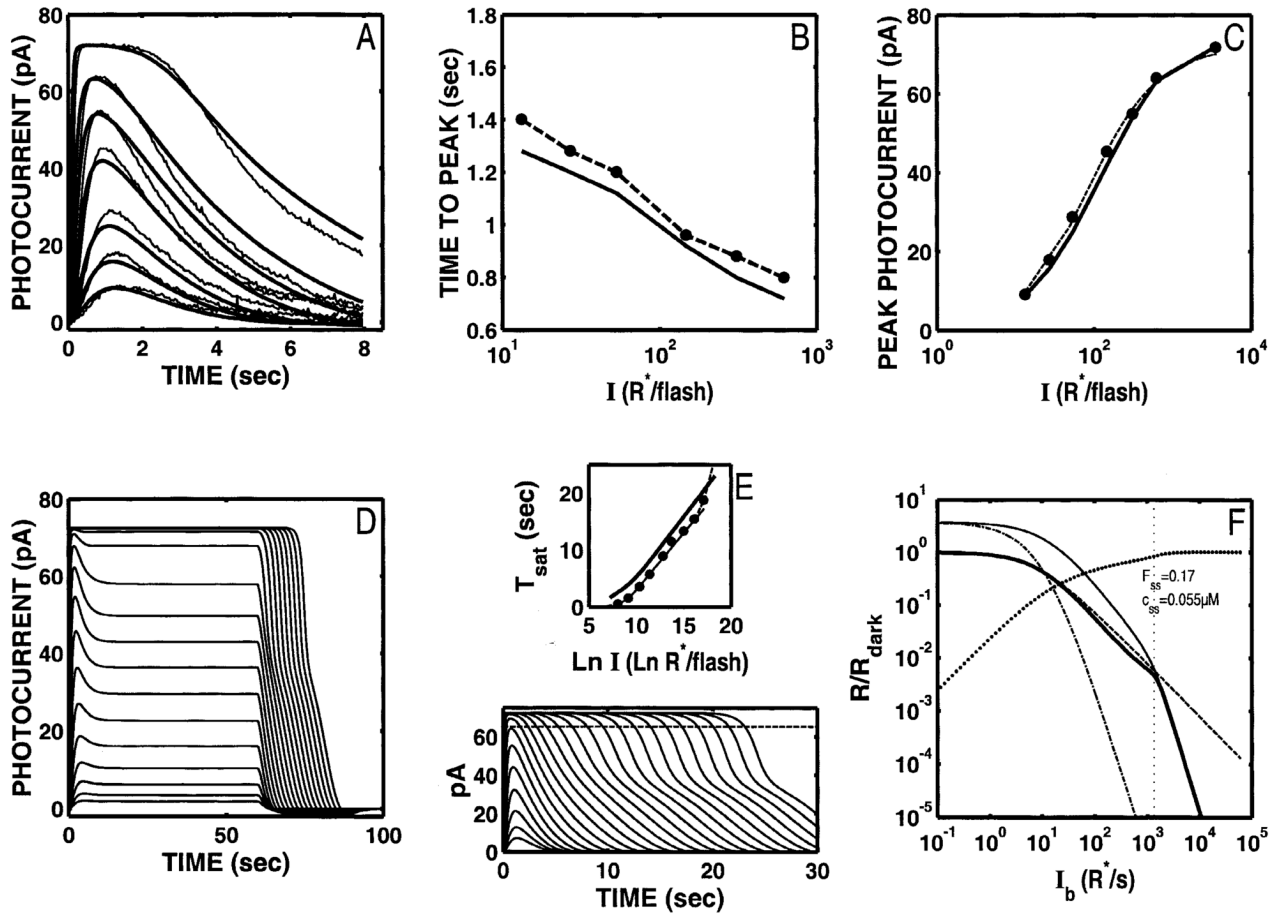 A
PHOTOCURRENT (pA)
80
60
40
20
0
0 2 4 6 8
TIME (sec)
B
TIME TO PEAK (sec)
1.8
1.6
1.4
1.2
1
0.8
0.6
10^1 10^2 10^3
I (R*/flash)
C
PEAK PHOTOCURRENT (pA)
80
60
40
20
0
10^0 10^2 10^4
I (R*/flash)
D
PHOTOCURRENT (pA)
80
60
40
20
0
0 50 100
TIME (sec)
E
T_sat (sec)
20
10
0
5 10 15 20
Ln I (Ln R*/flash)
pA
60
40
20
0
0 10 20 30
TIME (sec)
F
R/R_dark
10^1
10^0
10^-1
10^-2
10^-3
10^-4
10^-5
F_ss=0.17
c_ss=0.055µM
10^-1 10^0 10^1 10^2 10^3 10^4 10^5
I_b (R*/s)